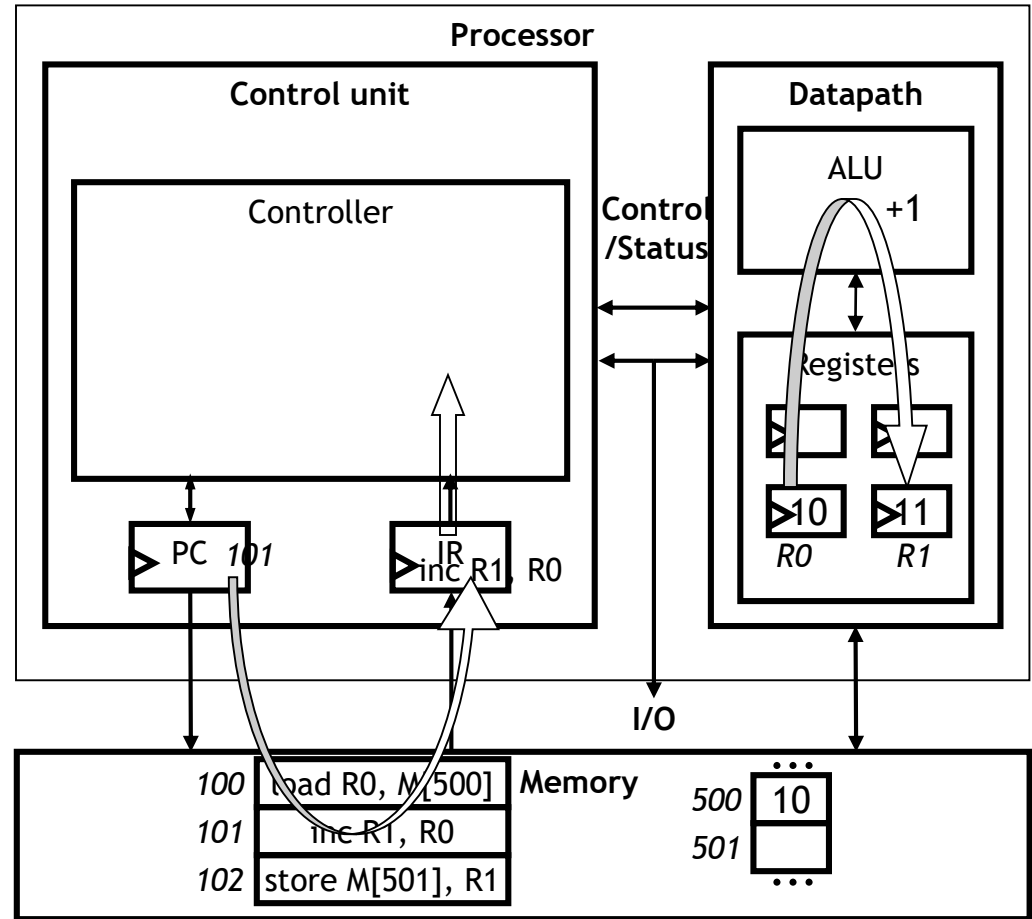 Processor
Control unit
Datapath
ALU
+1
Controller
Control
/Status
Registers
10
11
R0
R1
PC 101
IR
inc R1, R0
I/O
Memory
100 load R0, M[500]
101 inc R1, R0
102 store M[501], R1
...
500 10
501
...